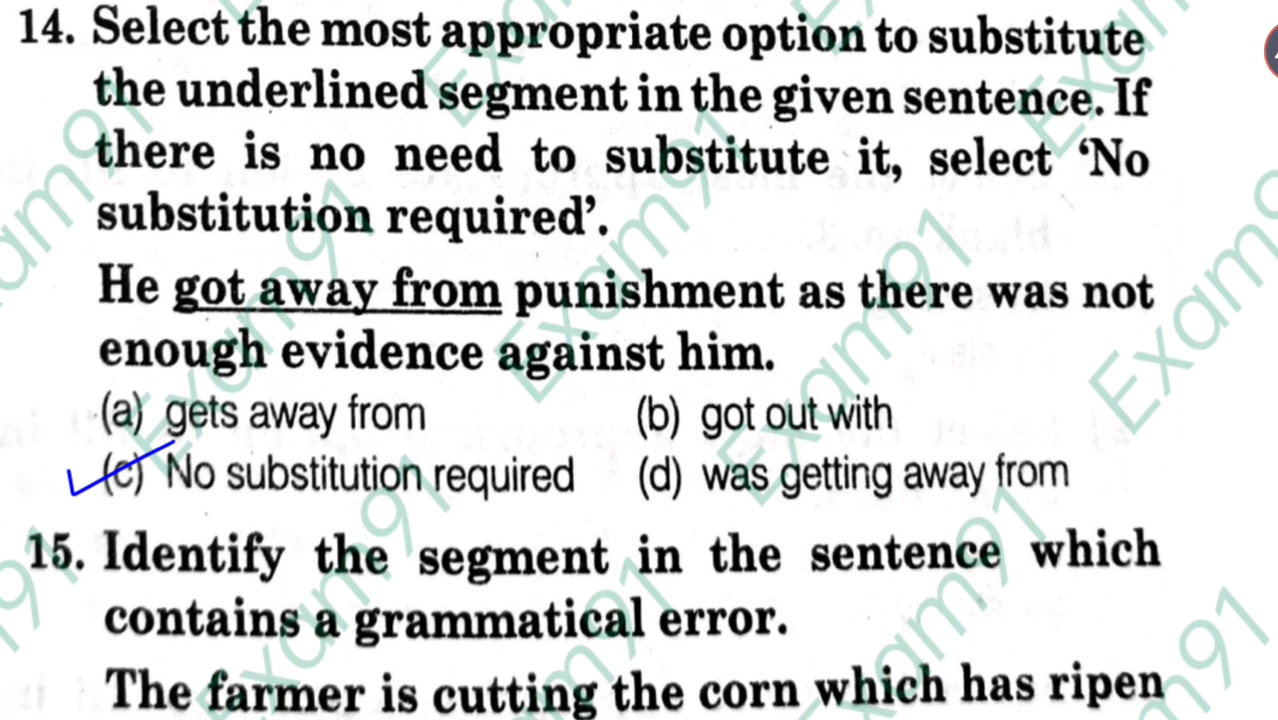 14. Select the most appropriate option to substitute
the underlined segment in the given sentence. If
there is no need to substitute it, select ‘No
substitution required’.
He got away from punishment as there was not
enough evidence against him.
(a) gets away from (b) got out with
(c) No substitution required (d) was getting away from
15. Identify the segment in the sentence which
contains a grammatical error.
The farmer is cutting the corn which has ripen
Exam91